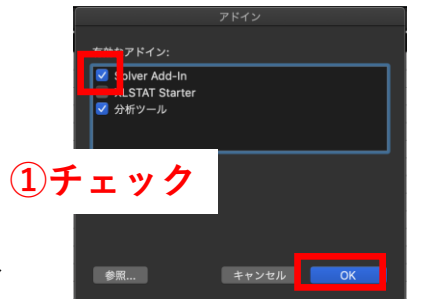 アドイン
有効なアドイン:
Solver Add-In
XLSTAT Starter
分析ツール
①チェック
参照... キャンセル OK